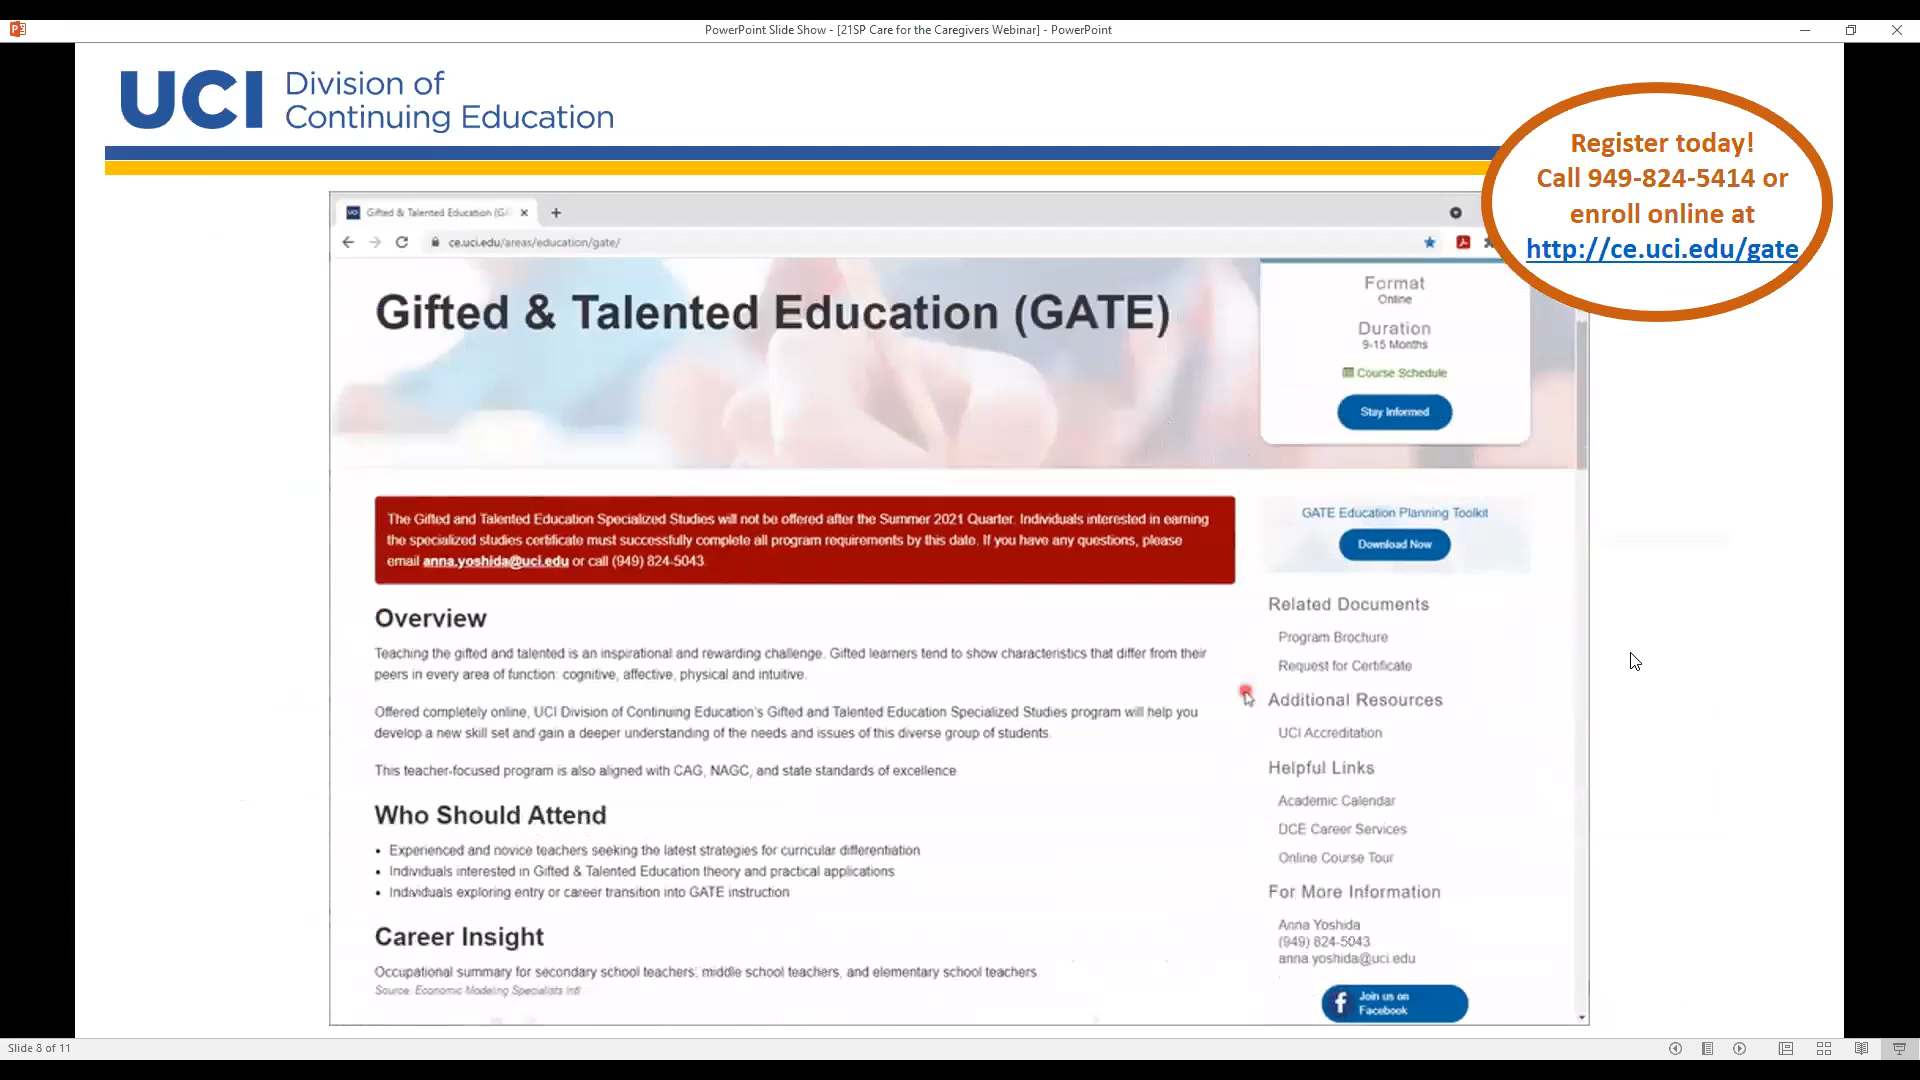 PowerPoint Slide Show - [21SP Care for the Caregivers Webinar] - PowerPoint
UCI Division of
Continuing Education
Register today!
Call 949-824-5414 or
enroll online at
http://ce.uci.edu/gate
Gifted & Talented Education (GA
ce.uci.edu/areas/education/gate/
Gifted & Talented Education (GATE)
Format
Online
Duration
9-15 Months
Course Schedule
Stay Informed
The Gifted and Talented Education Specialized Studies will not be offered after the Summer 2021 Quarter. Individuals interested in earning
the specialized studies certificate must successfully complete all program requirements by this date. If you have any questions, please
email anna.yoshida@uci.edu or call (949) 824-5043.
GATE Education Planning Toolkit
Download Now
Overview
Teaching the gifted and talented is an inspirational and rewarding challenge. Gifted learners tend to show characteristics that differ from their
peers in every area of function: cognitive, affective, physical and intuitive.
Offered completely online, UCI Division of Continuing Education's Gifted and Talented Education Specialized Studies program will help you
develop a new skill set and gain a deeper understanding of the needs and issues of this diverse group of students.
This teacher-focused program is also aligned with CAG, NAGC, and state standards of excellence
Who Should Attend
• Experienced and novice teachers seeking the latest strategies for curricular differentiation
• Individuals interested in Gifted & Talented Education theory and practical applications
• Individuals exploring entry or career transition into GATE instruction
Career Insight
Occupational summary for secondary school teachers; middle school teachers, and elementary school teachers
Source: Economic Modeling Specialists Intl
Related Documents
Program Brochure
Request for Certificate
Additional Resources
UCI Accreditation
Helpful Links
Academic Calendar
DCE Career Services
Online Course Tour
For More Information
Anna Yoshida
(949) 824-5043
anna.yoshida@uci.edu
Join us on
Facebook
Slide 8 of 11